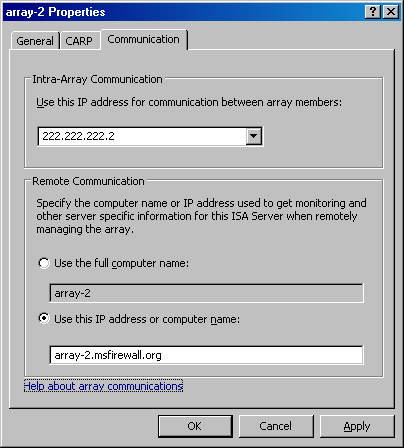 array-2 Properties
General
CARP
Communication
Intra-Array Communication
Use this IP address for communication between array members:
222.222.222.2
Remote Communication
Specify the computer name or IP address used to get monitoring and
other server specific information for this ISA Server when remotely
managing the array.
Use the full computer name:
array-2
Use this IP address or computer name:
array-2.msfirewall.org
Help about array communications
OK
Cancel
Apply